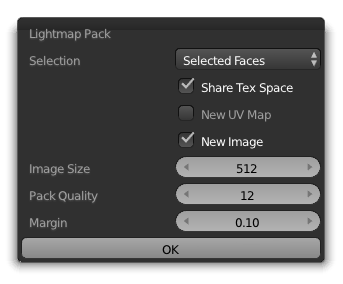 Lightmap Pack
Selection Selected Faces
Share Tex Space
New UV Map
New Image
Image Size 512
Pack Quality 12
Margin 0.10
OK